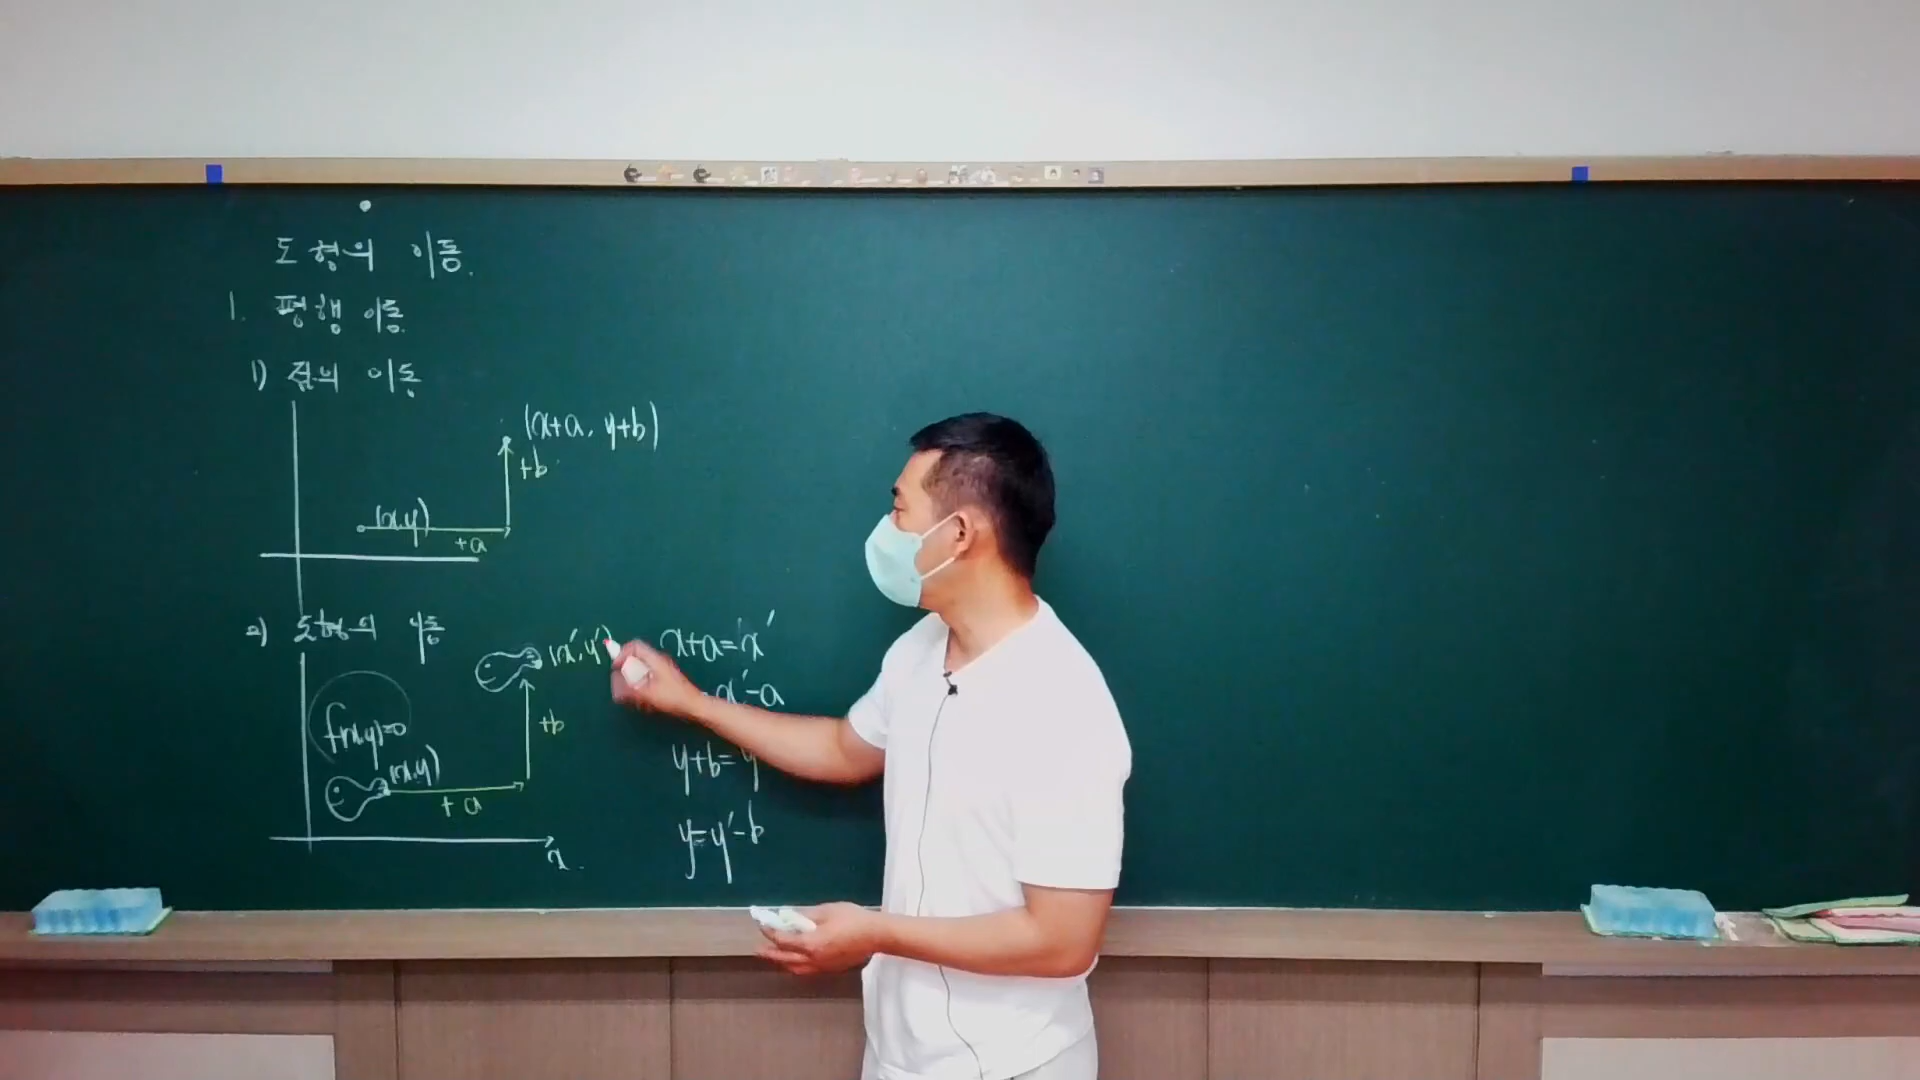 도형의 이동.
1. 평행이동.
1) 점의 이동
(x+a, y+b)
+b
(x,y)
+a
2) 도형의 이동
(x', y')
f(x,y)=0
+b
(x,y)
+a
x
x+a=x'
=x'-a
y+b=y'
y=y'-b